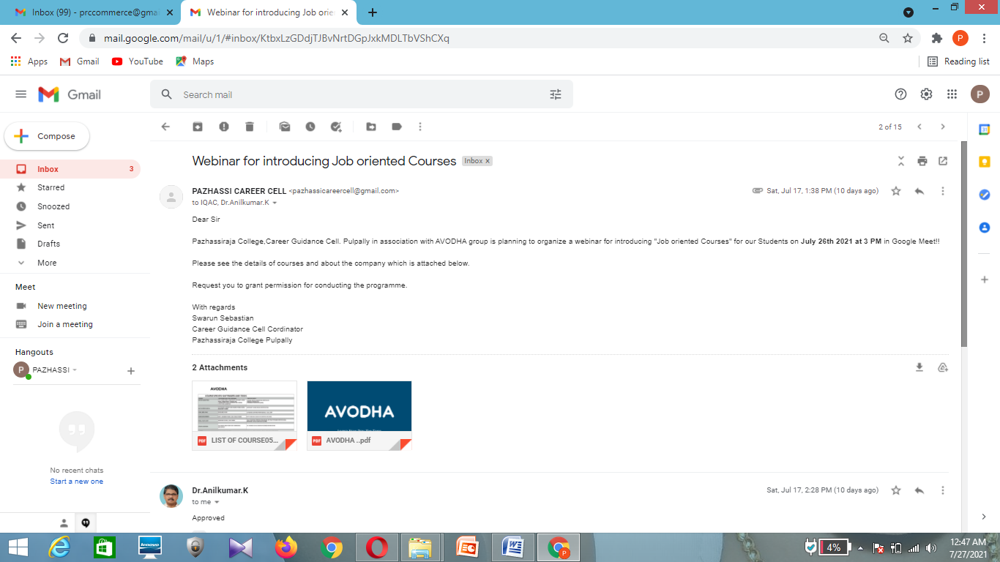 Inbox (99) - prccommerce@gmai
Webinar for introducing Job orie
mail.google.com/mail/u/1/#inbox/KtbxLzGDdjTJBvNrtDGpJxkMDLTbVShCXq
P
Apps Gmail YouTube Maps Reading list
Gmail
Search mail
P
Compose
2 of 15
31
Inbox 3
Starred
Snoozed
Sent
Drafts
More
Meet
New meeting
Join a meeting
Hangouts
P PAZHASSI
No recent chats
Start a new one
Webinar for introducing Job oriented Courses Inbox x
PAZHASSI CAREER CELL <pazhassicareercell@gmail.com> Sat, Jul 17, 1:38 PM (10 days ago)
to IQAC, Dr.Anilkumar.K
Dear Sir
Pazhassiraja College,Career Guidance Cell. Pulpally in association with AVODHA group is planning to organize a webinar for introducing "Job oriented Courses" for our Students on July 26th 2021 at 3 PM in Google Meet!!
Please see the details of courses and about the company which is attached below.
Request you to grant permission for conducting the programme.
With regards
Swarun Sebastian
Career Guidance Cell Cordinator
Pazhassiraja College Pulpally
2 Attachments
AVODHA
AVODHA
PDF LIST OF COURSE05...
PDF AVODHA ..pdf
Dr.Anilkumar.K Sat, Jul 17, 2:28 PM (10 days ago)
to me
Approved
lenovo
P
4%
12:47 AM
7/27/2021